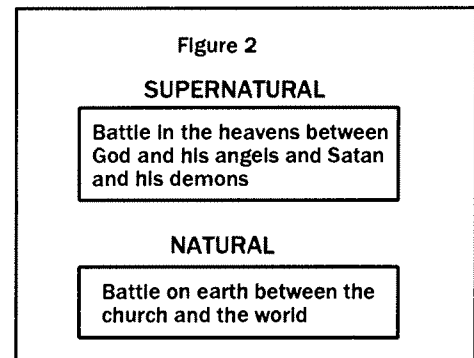 Figure 2
SUPERNATURAL
Battle in the heavens between
God and his angels and Satan
and his demons
NATURAL
Battle on earth between the
church and the world